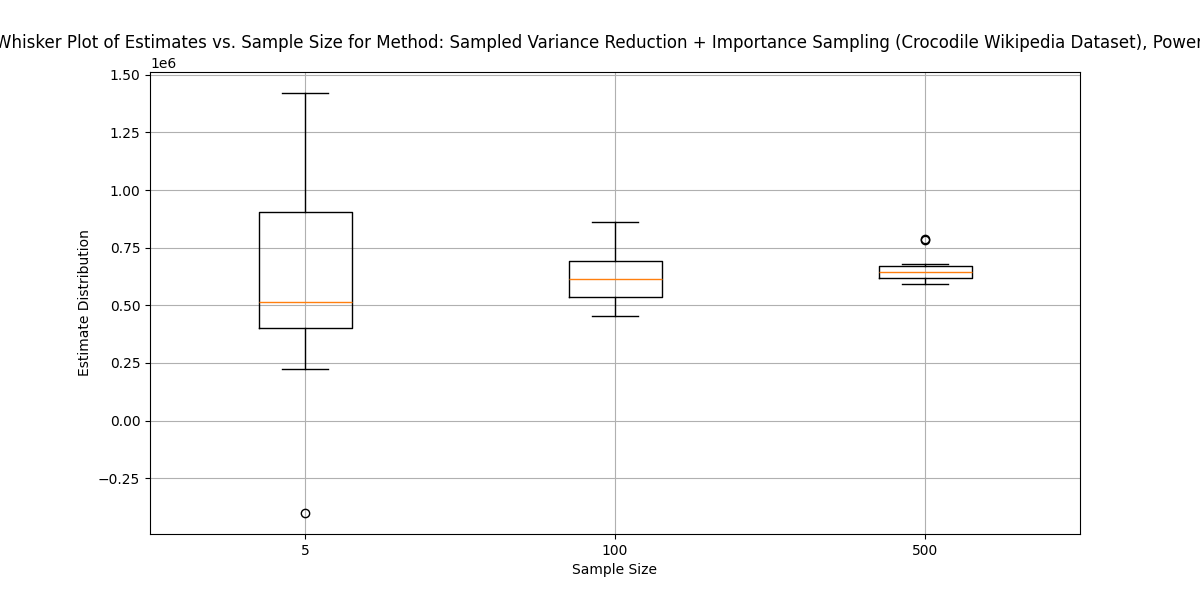 Whisker Plot of Estimates vs. Sample Size for Method: Sampled Variance Reduction + Importance Sampling (Crocodile Wikipedia Dataset), Power
1e6
1.50
1.25
1.00
0.75
0.50
0.25
0.00
−0.25
Estimate Distribution
5 100 500
Sample Size